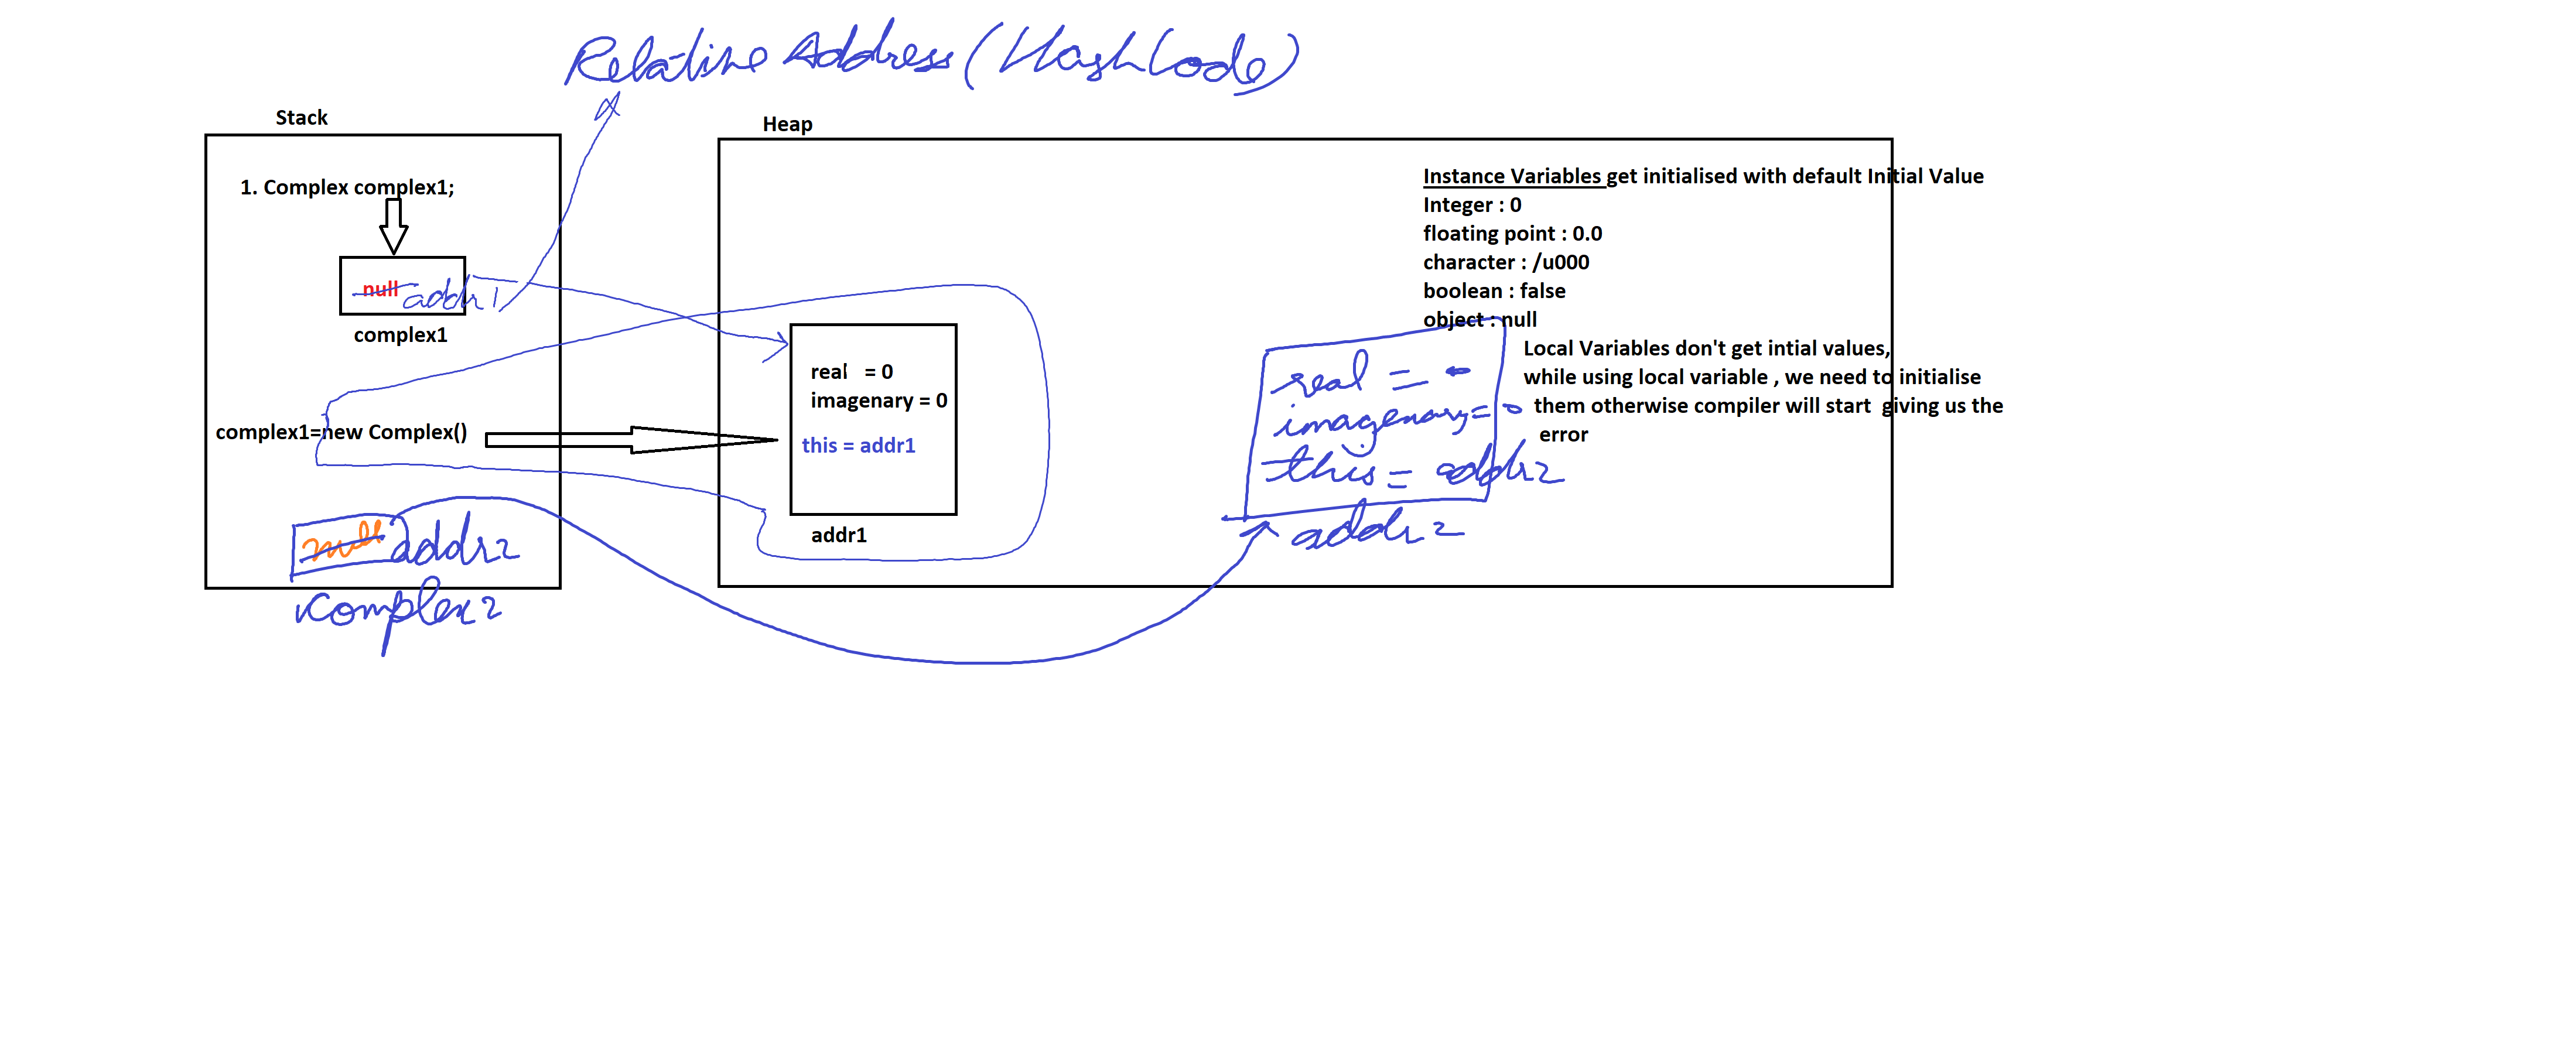 Relative Address (HashCode)
Stack
1. Complex complex1;
null addr1
complex1
complex1=new Complex()
null addr2
complex2
Heap
real = 0
imagenary = 0
this = addr1
addr1
Instance Variables get initialised with default Initial Value
Integer : 0
floating point : 0.0
character : /u000
boolean : false
object : null
Local Variables don't get intial values,
while using local variable , we need to initialise
them otherwise compiler will start giving us the
error
real = 0
imagenary = 0
this = addr2
addr2